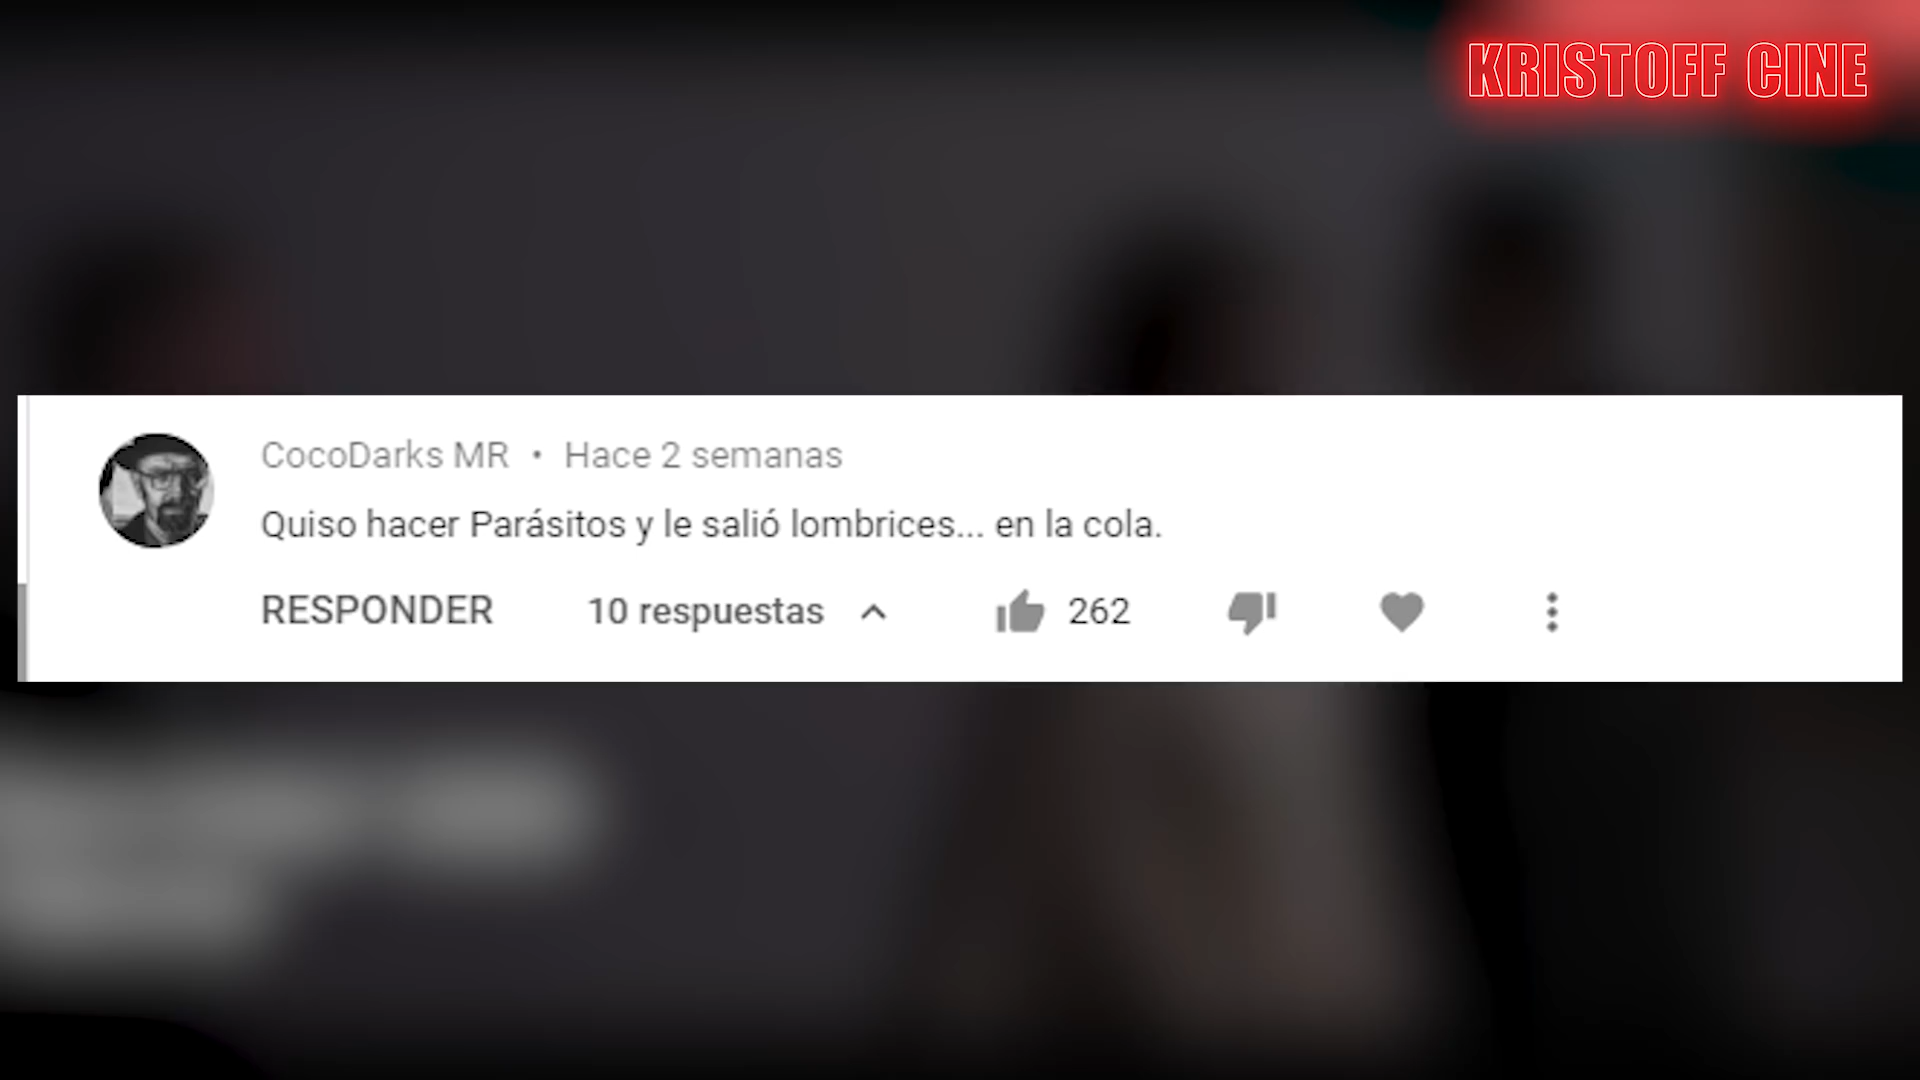 KRISTOFF CINE
CocoDarks MR • Hace 2 semanas
Quiso hacer Parásitos y le salió lombrices... en la cola.
RESPONDER 10 respuestas 262